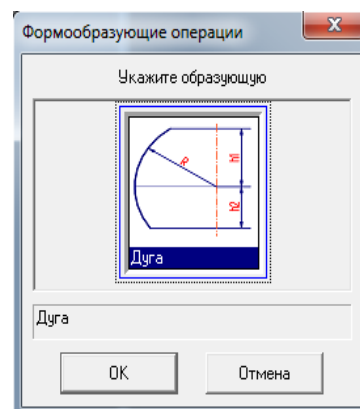 Формообразующие операции
Укажите образующую
R
h1
h2
Дуга
Дуга
OK
Отмена